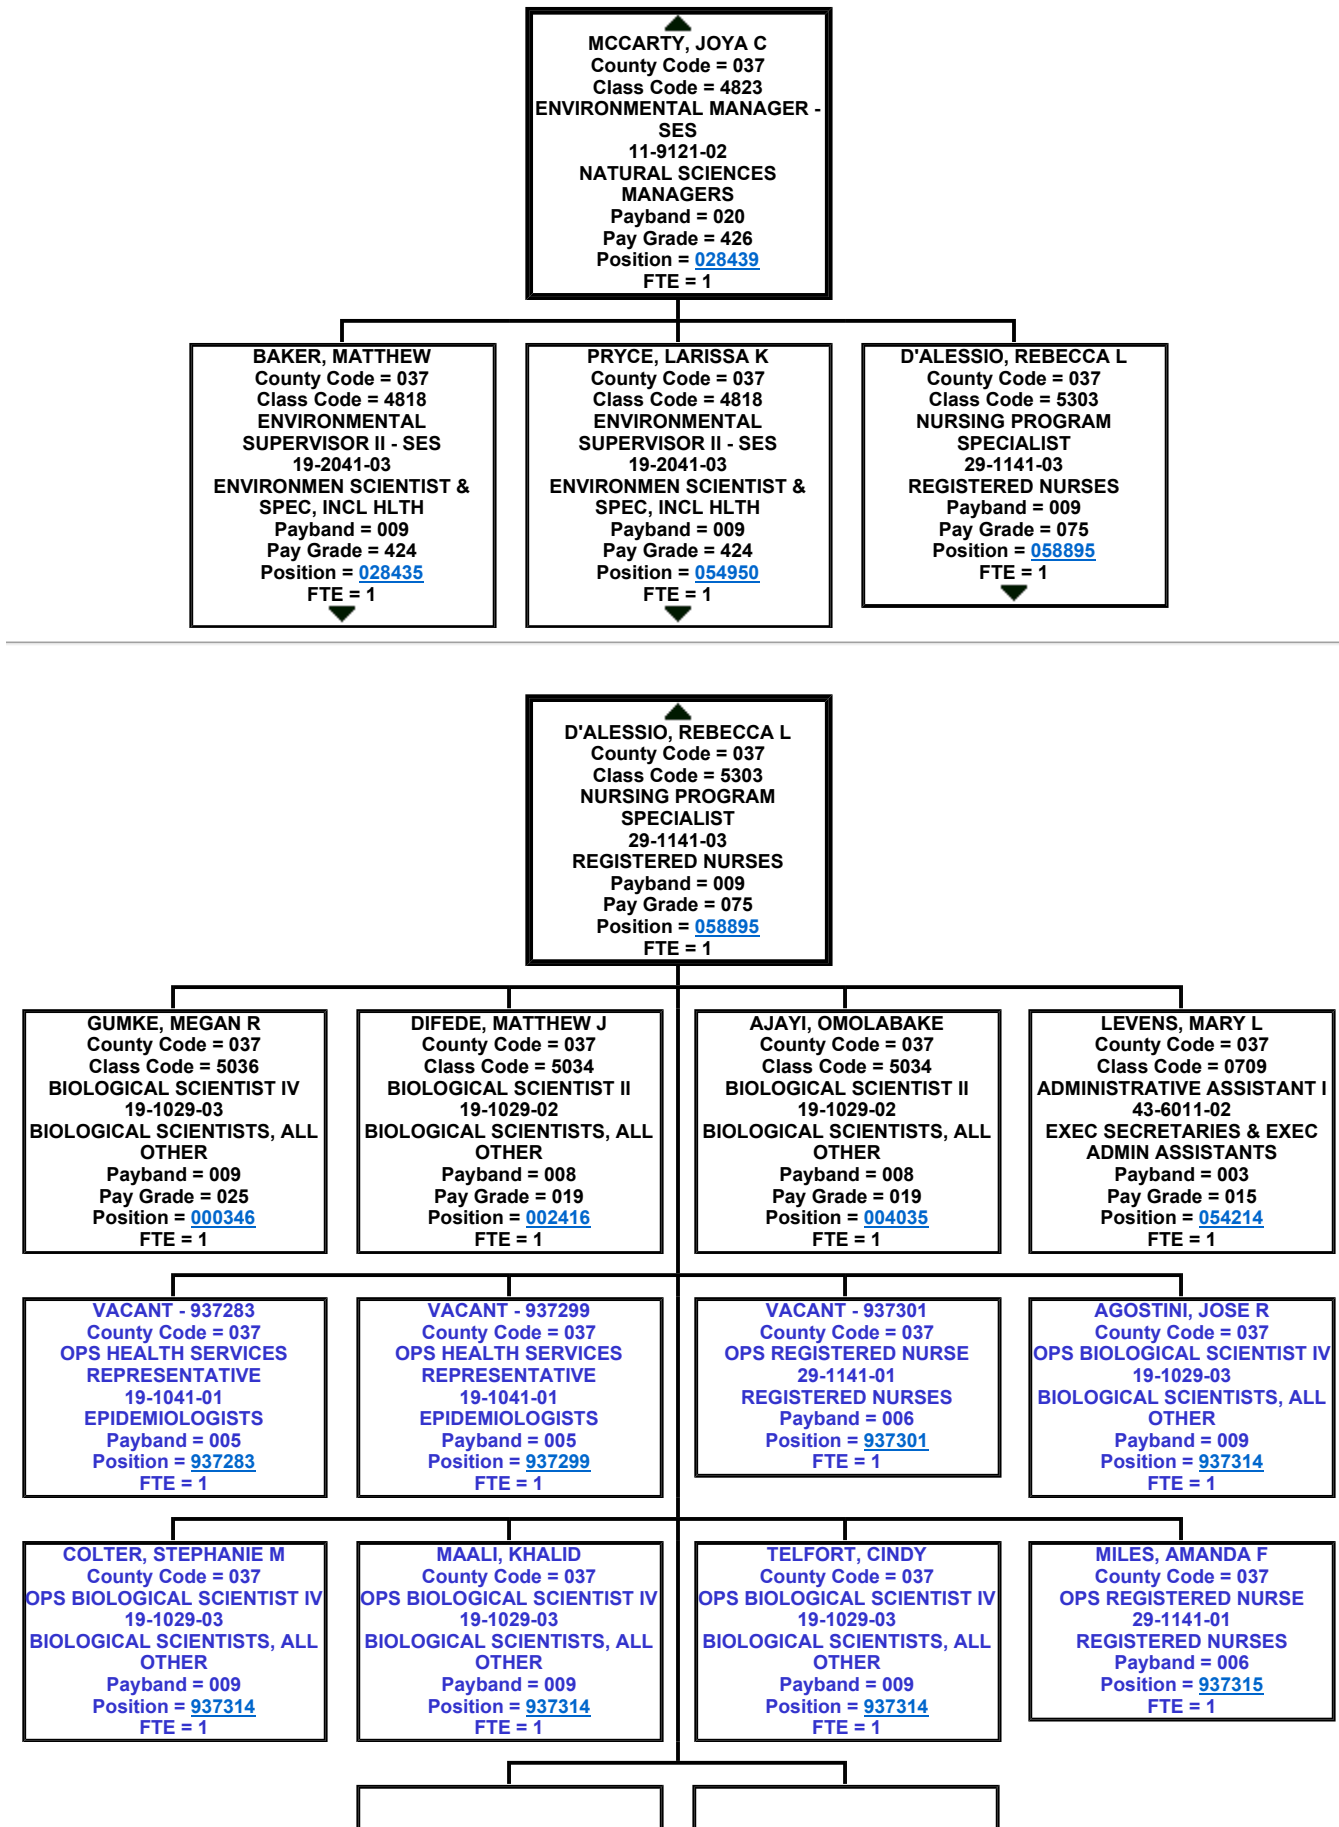 MCCARTY, JOYA C
County Code = 037
Class Code = 4823
ENVIRONMENTAL MANAGER -
SES
11-9121-02
NATURAL SCIENCES
MANAGERS
Payband = 020
Pay Grade = 426
Position = 028439
FTE = 1
BAKER, MATTHEW
County Code = 037
Class Code = 4818
ENVIRONMENTAL
SUPERVISOR II - SES
19-2041-03
ENVIRONMEN SCIENTIST &
SPEC, INCL HLTH
Payband = 009
Pay Grade = 424
Position = 028435
FTE = 1
PRYCE, LARISSA K
County Code = 037
Class Code = 4818
ENVIRONMENTAL
SUPERVISOR II - SES
19-2041-03
ENVIRONMEN SCIENTIST &
SPEC, INCL HLTH
Payband = 009
Pay Grade = 424
Position = 054950
FTE = 1
D'ALESSIO, REBECCA L
County Code = 037
Class Code = 5303
NURSING PROGRAM
SPECIALIST
29-1141-03
REGISTERED NURSES
Payband = 009
Pay Grade = 075
Position = 058895
FTE = 1
D'ALESSIO, REBECCA L
County Code = 037
Class Code = 5303
NURSING PROGRAM
SPECIALIST
29-1141-03
REGISTERED NURSES
Payband = 009
Pay Grade = 075
Position = 058895
FTE = 1
GUMKE, MEGAN R
County Code = 037
Class Code = 5036
BIOLOGICAL SCIENTIST IV
19-1029-03
BIOLOGICAL SCIENTISTS, ALL
OTHER
Payband = 009
Pay Grade = 025
Position = 000346
FTE = 1
DIFEDE, MATTHEW J
County Code = 037
Class Code = 5034
BIOLOGICAL SCIENTIST II
19-1029-02
BIOLOGICAL SCIENTISTS, ALL
OTHER
Payband = 008
Pay Grade = 019
Position = 002416
FTE = 1
AJAYI, OMOLABAKE
County Code = 037
Class Code = 5034
BIOLOGICAL SCIENTIST II
19-1029-02
BIOLOGICAL SCIENTISTS, ALL
OTHER
Payband = 008
Pay Grade = 019
Position = 004035
FTE = 1
LEVENS, MARY L
County Code = 037
Class Code = 0709
ADMINISTRATIVE ASSISTANT I
43-6011-02
EXEC SECRETARIES & EXEC
ADMIN ASSISTANTS
Payband = 003
Pay Grade = 015
Position = 054214
FTE = 1
VACANT - 937283
County Code = 037
OPS HEALTH SERVICES
REPRESENTATIVE
19-1041-01
EPIDEMIOLOGISTS
Payband = 005
Position = 937283
FTE = 1
VACANT - 937299
County Code = 037
OPS HEALTH SERVICES
REPRESENTATIVE
19-1041-01
EPIDEMIOLOGISTS
Payband = 005
Position = 937299
FTE = 1
VACANT - 937301
County Code = 037
OPS REGISTERED NURSE
29-1141-01
REGISTERED NURSES
Payband = 006
Position = 937301
FTE = 1
AGOSTINI, JOSE R
County Code = 037
OPS BIOLOGICAL SCIENTIST IV
19-1029-03
BIOLOGICAL SCIENTISTS, ALL
OTHER
Payband = 009
Position = 937314
FTE = 1
COLTER, STEPHANIE M
County Code = 037
OPS BIOLOGICAL SCIENTIST IV
19-1029-03
BIOLOGICAL SCIENTISTS, ALL
OTHER
Payband = 009
Position = 937314
FTE = 1
MAALI, KHALID
County Code = 037
OPS BIOLOGICAL SCIENTIST IV
19-1029-03
BIOLOGICAL SCIENTISTS, ALL
OTHER
Payband = 009
Position = 937314
FTE = 1
TELFORT, CINDY
County Code = 037
OPS BIOLOGICAL SCIENTIST IV
19-1029-03
BIOLOGICAL SCIENTISTS, ALL
OTHER
Payband = 009
Position = 937314
FTE = 1
MILES, AMANDA F
County Code = 037
OPS REGISTERED NURSE
29-1141-01
REGISTERED NURSES
Payband = 006
Position = 937315
FTE = 1